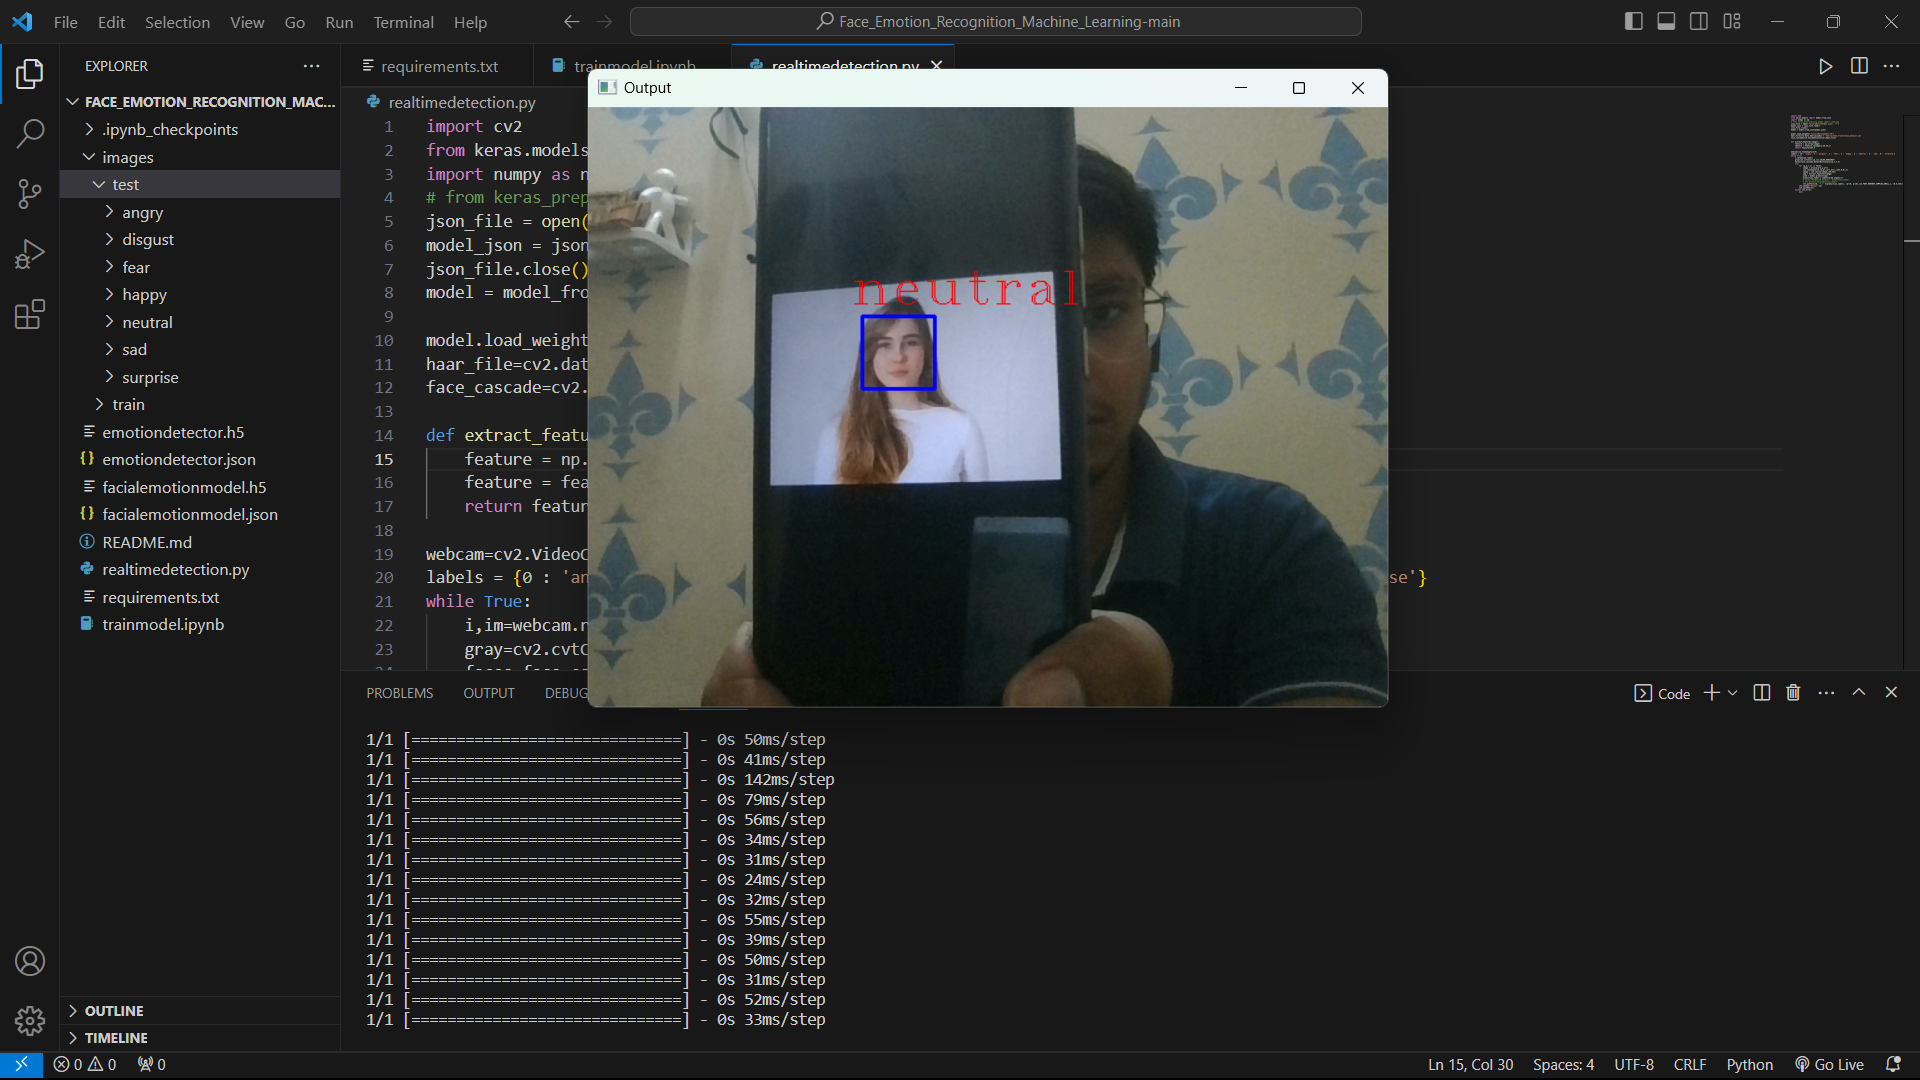 File Edit Selection View Go Run Terminal Help
Face_Emotion_Recognition_Machine_Learning-main
EXPLORER
FACE_EMOTION_RECOGNITION_MAC...
.ipynb_checkpoints
images
test
angry
disgust
fear
happy
neutral
sad
surprise
train
emotiondetector.h5
emotiondetector.json
facialemotionmodel.h5
facialemotionmodel.json
README.md
realtimedetection.py
requirements.txt
trainmodel.ipynb
OUTLINE
TIMELINE
requirements.txt trainmodel.ipynb realtimedetection.py
realtimedetection.py
Output
neutral
1 import cv2
2 from keras.models
3 import numpy as n
4 # from keras_prep
5 json_file = open(
6 model_json = json
7 json_file.close()
8 model = model_fro
9
10 model.load_weight
11 haar_file=cv2.dat
12 face_cascade=cv2.
13
14 def extract_featu
15 feature = np.
16 feature = fea
17 return featur
18
19 webcam=cv2.VideoC
20 labels = {0 : 'an se'}
21 while True:
22 i,im=webcam.r
23 gray=cv2.cvtC
PROBLEMS OUTPUT DEBUG
Code
1/1 [==============================] - 0s 50ms/step
1/1 [==============================] - 0s 41ms/step
1/1 [==============================] - 0s 142ms/step
1/1 [==============================] - 0s 79ms/step
1/1 [==============================] - 0s 56ms/step
1/1 [==============================] - 0s 34ms/step
1/1 [==============================] - 0s 31ms/step
1/1 [==============================] - 0s 24ms/step
1/1 [==============================] - 0s 32ms/step
1/1 [==============================] - 0s 55ms/step
1/1 [==============================] - 0s 39ms/step
1/1 [==============================] - 0s 50ms/step
1/1 [==============================] - 0s 31ms/step
1/1 [==============================] - 0s 52ms/step
1/1 [==============================] - 0s 33ms/step
0 0 0
Ln 15, Col 30 Spaces: 4 UTF-8 CRLF Python Go Live